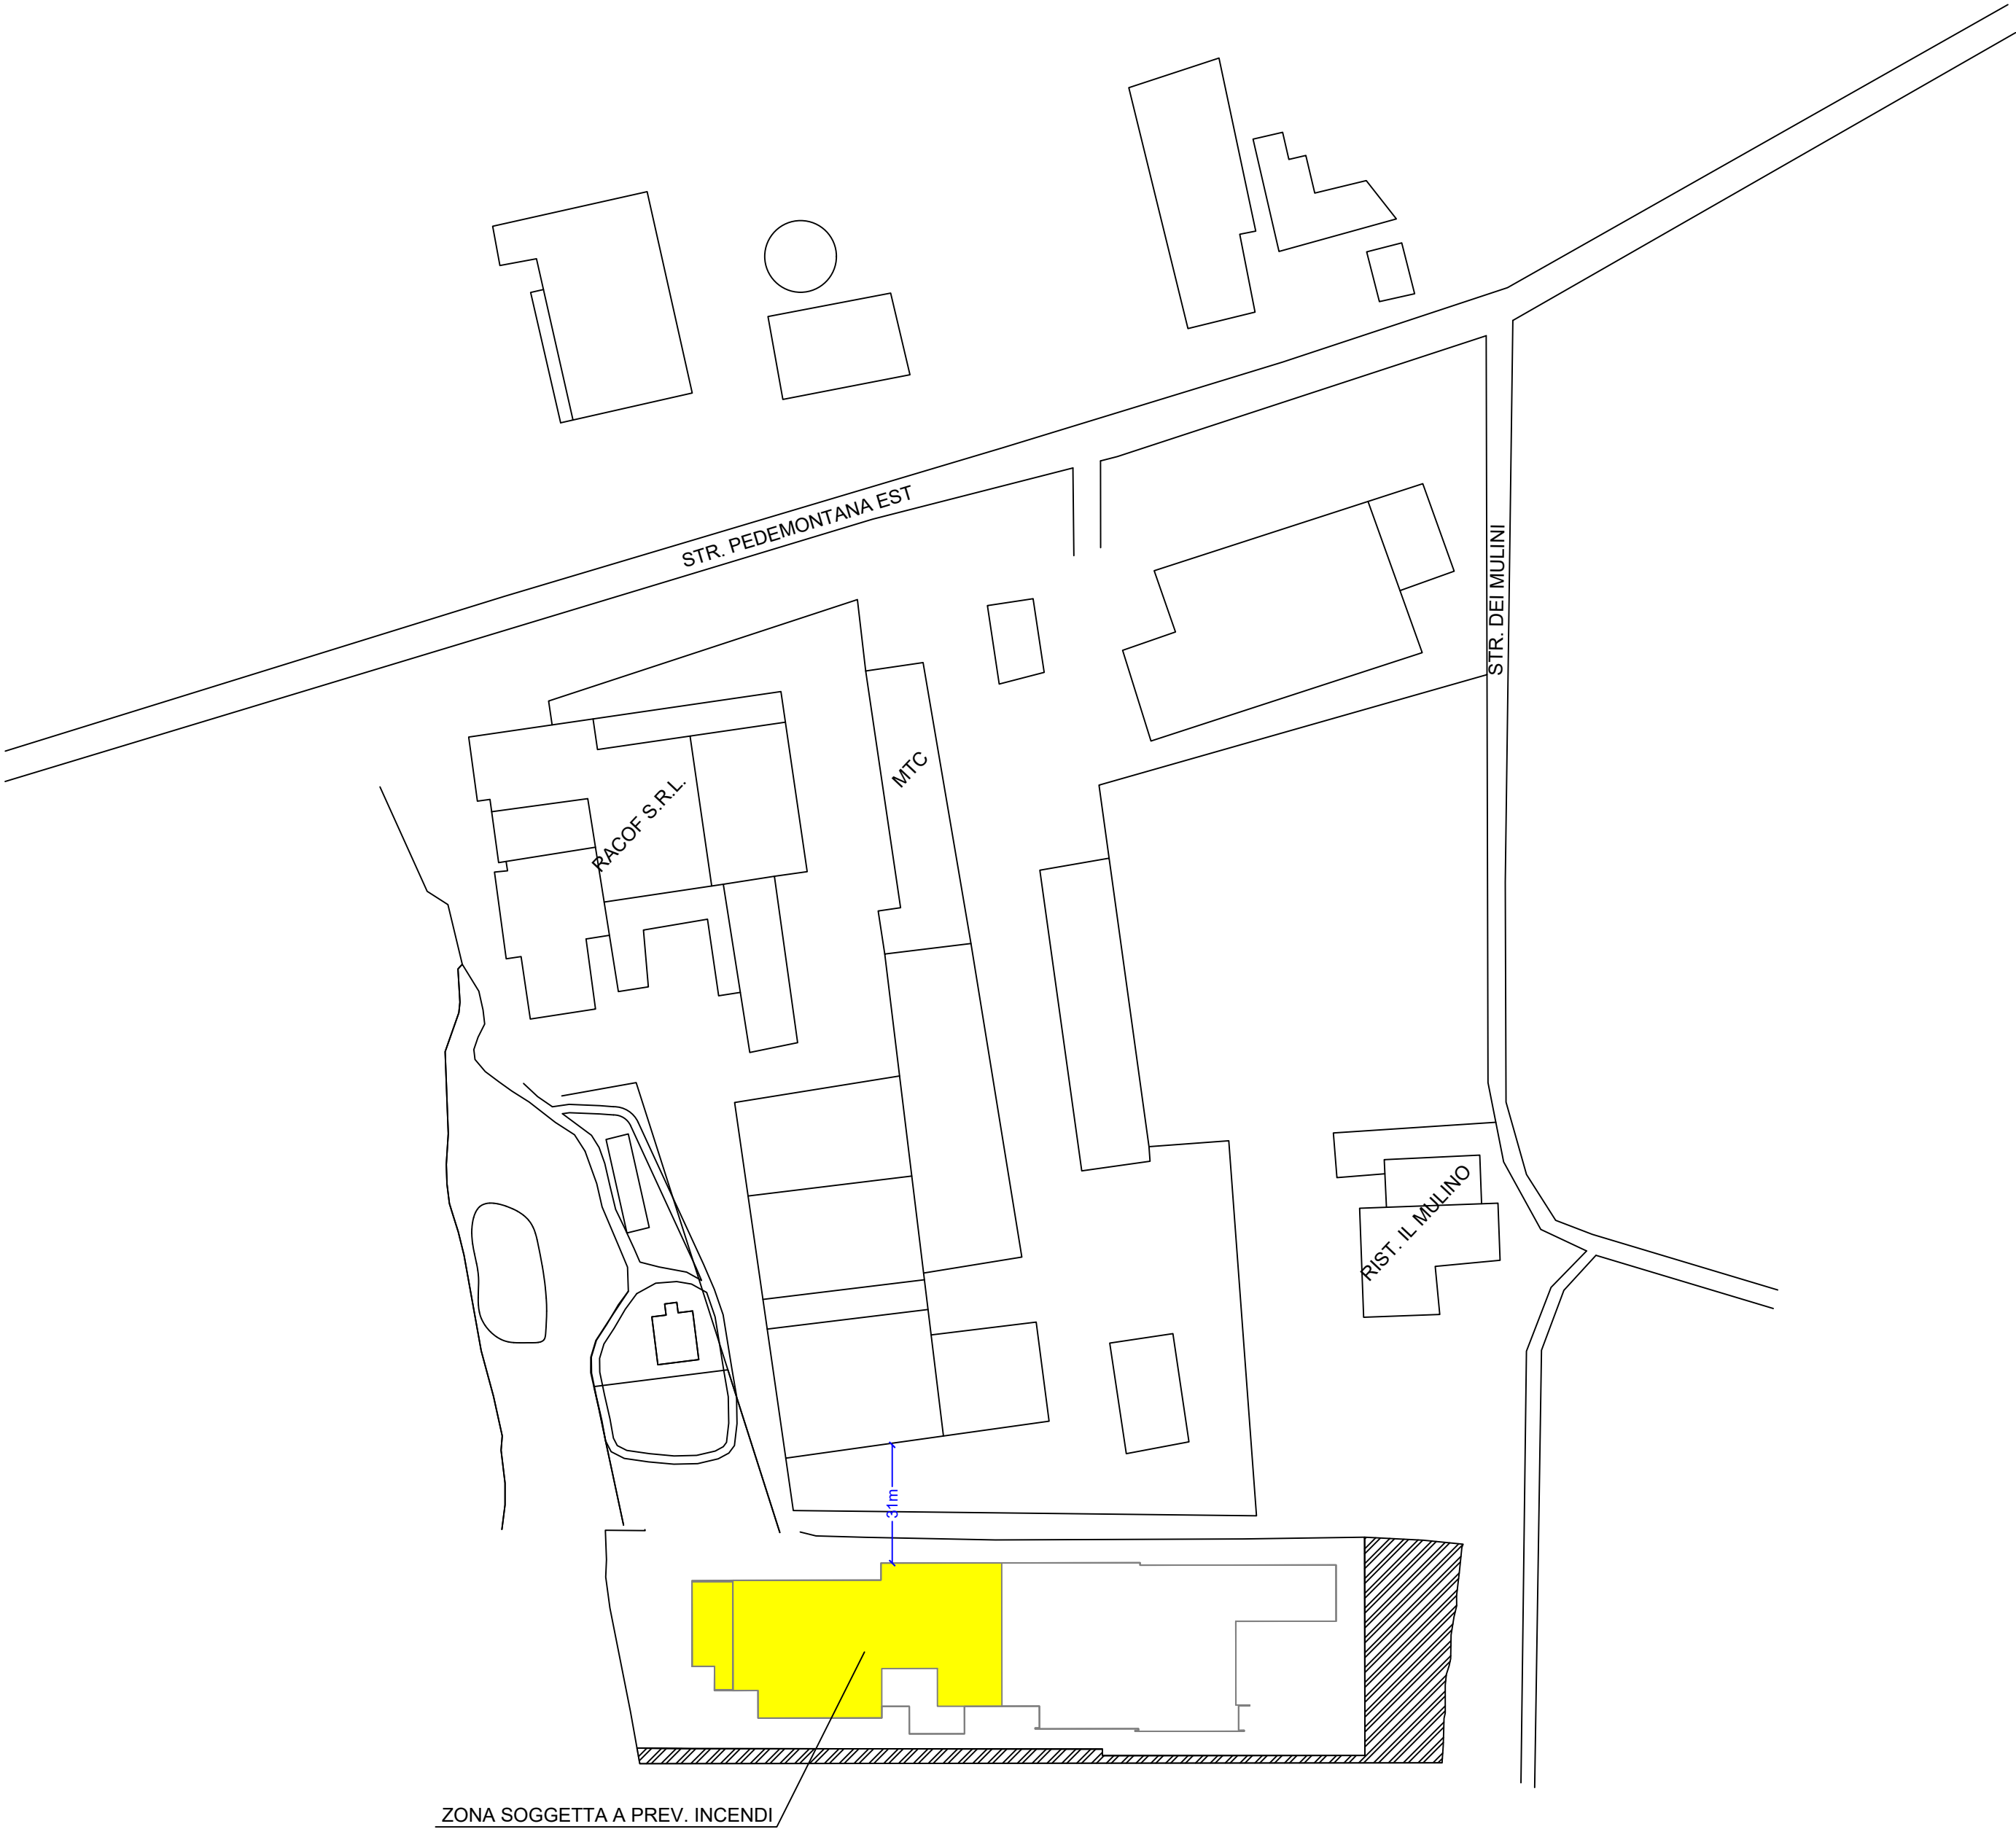 STR. PEDEMONTANA EST
STR. DEI MULINI
MTC
RACOF S.R.L.
RIST. IL MULINO
31m
ZONA SOGGETTA A PREV. INCENDI